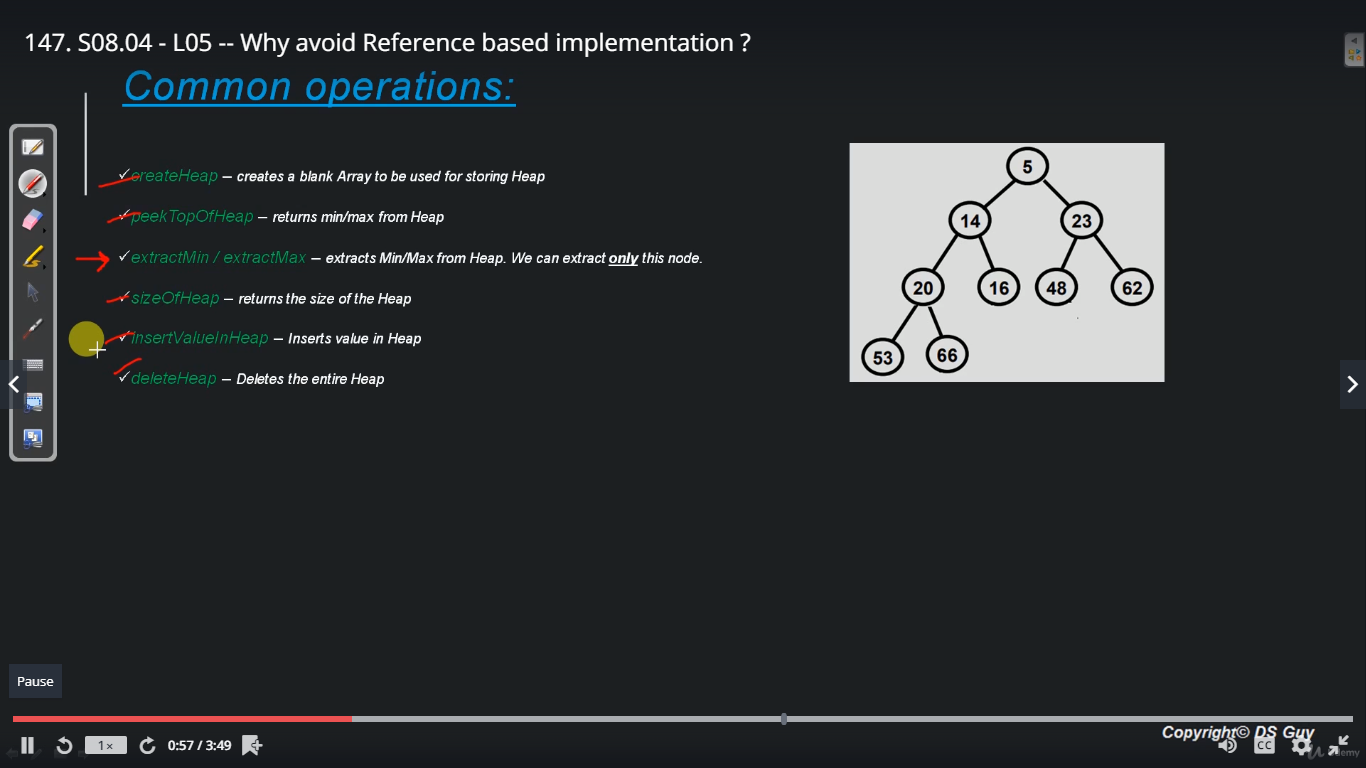 147. S08.04 - L05 -- Why avoid Reference based implementation ?
Common operations:
createHeap – creates a blank Array to be used for storing Heap
peekTopOfHeap – returns min/max from Heap
extractMin / extractMax – extracts Min/Max from Heap. We can extract only this node.
sizeOfHeap – returns the size of the Heap
InsertValueInHeap – Inserts value in Heap
deleteHeap – Deletes the entire Heap
5
14 23
20 16 48 62
53 66
Pause
Copyright© DS Guy
1× 0:57 / 3:49 CC